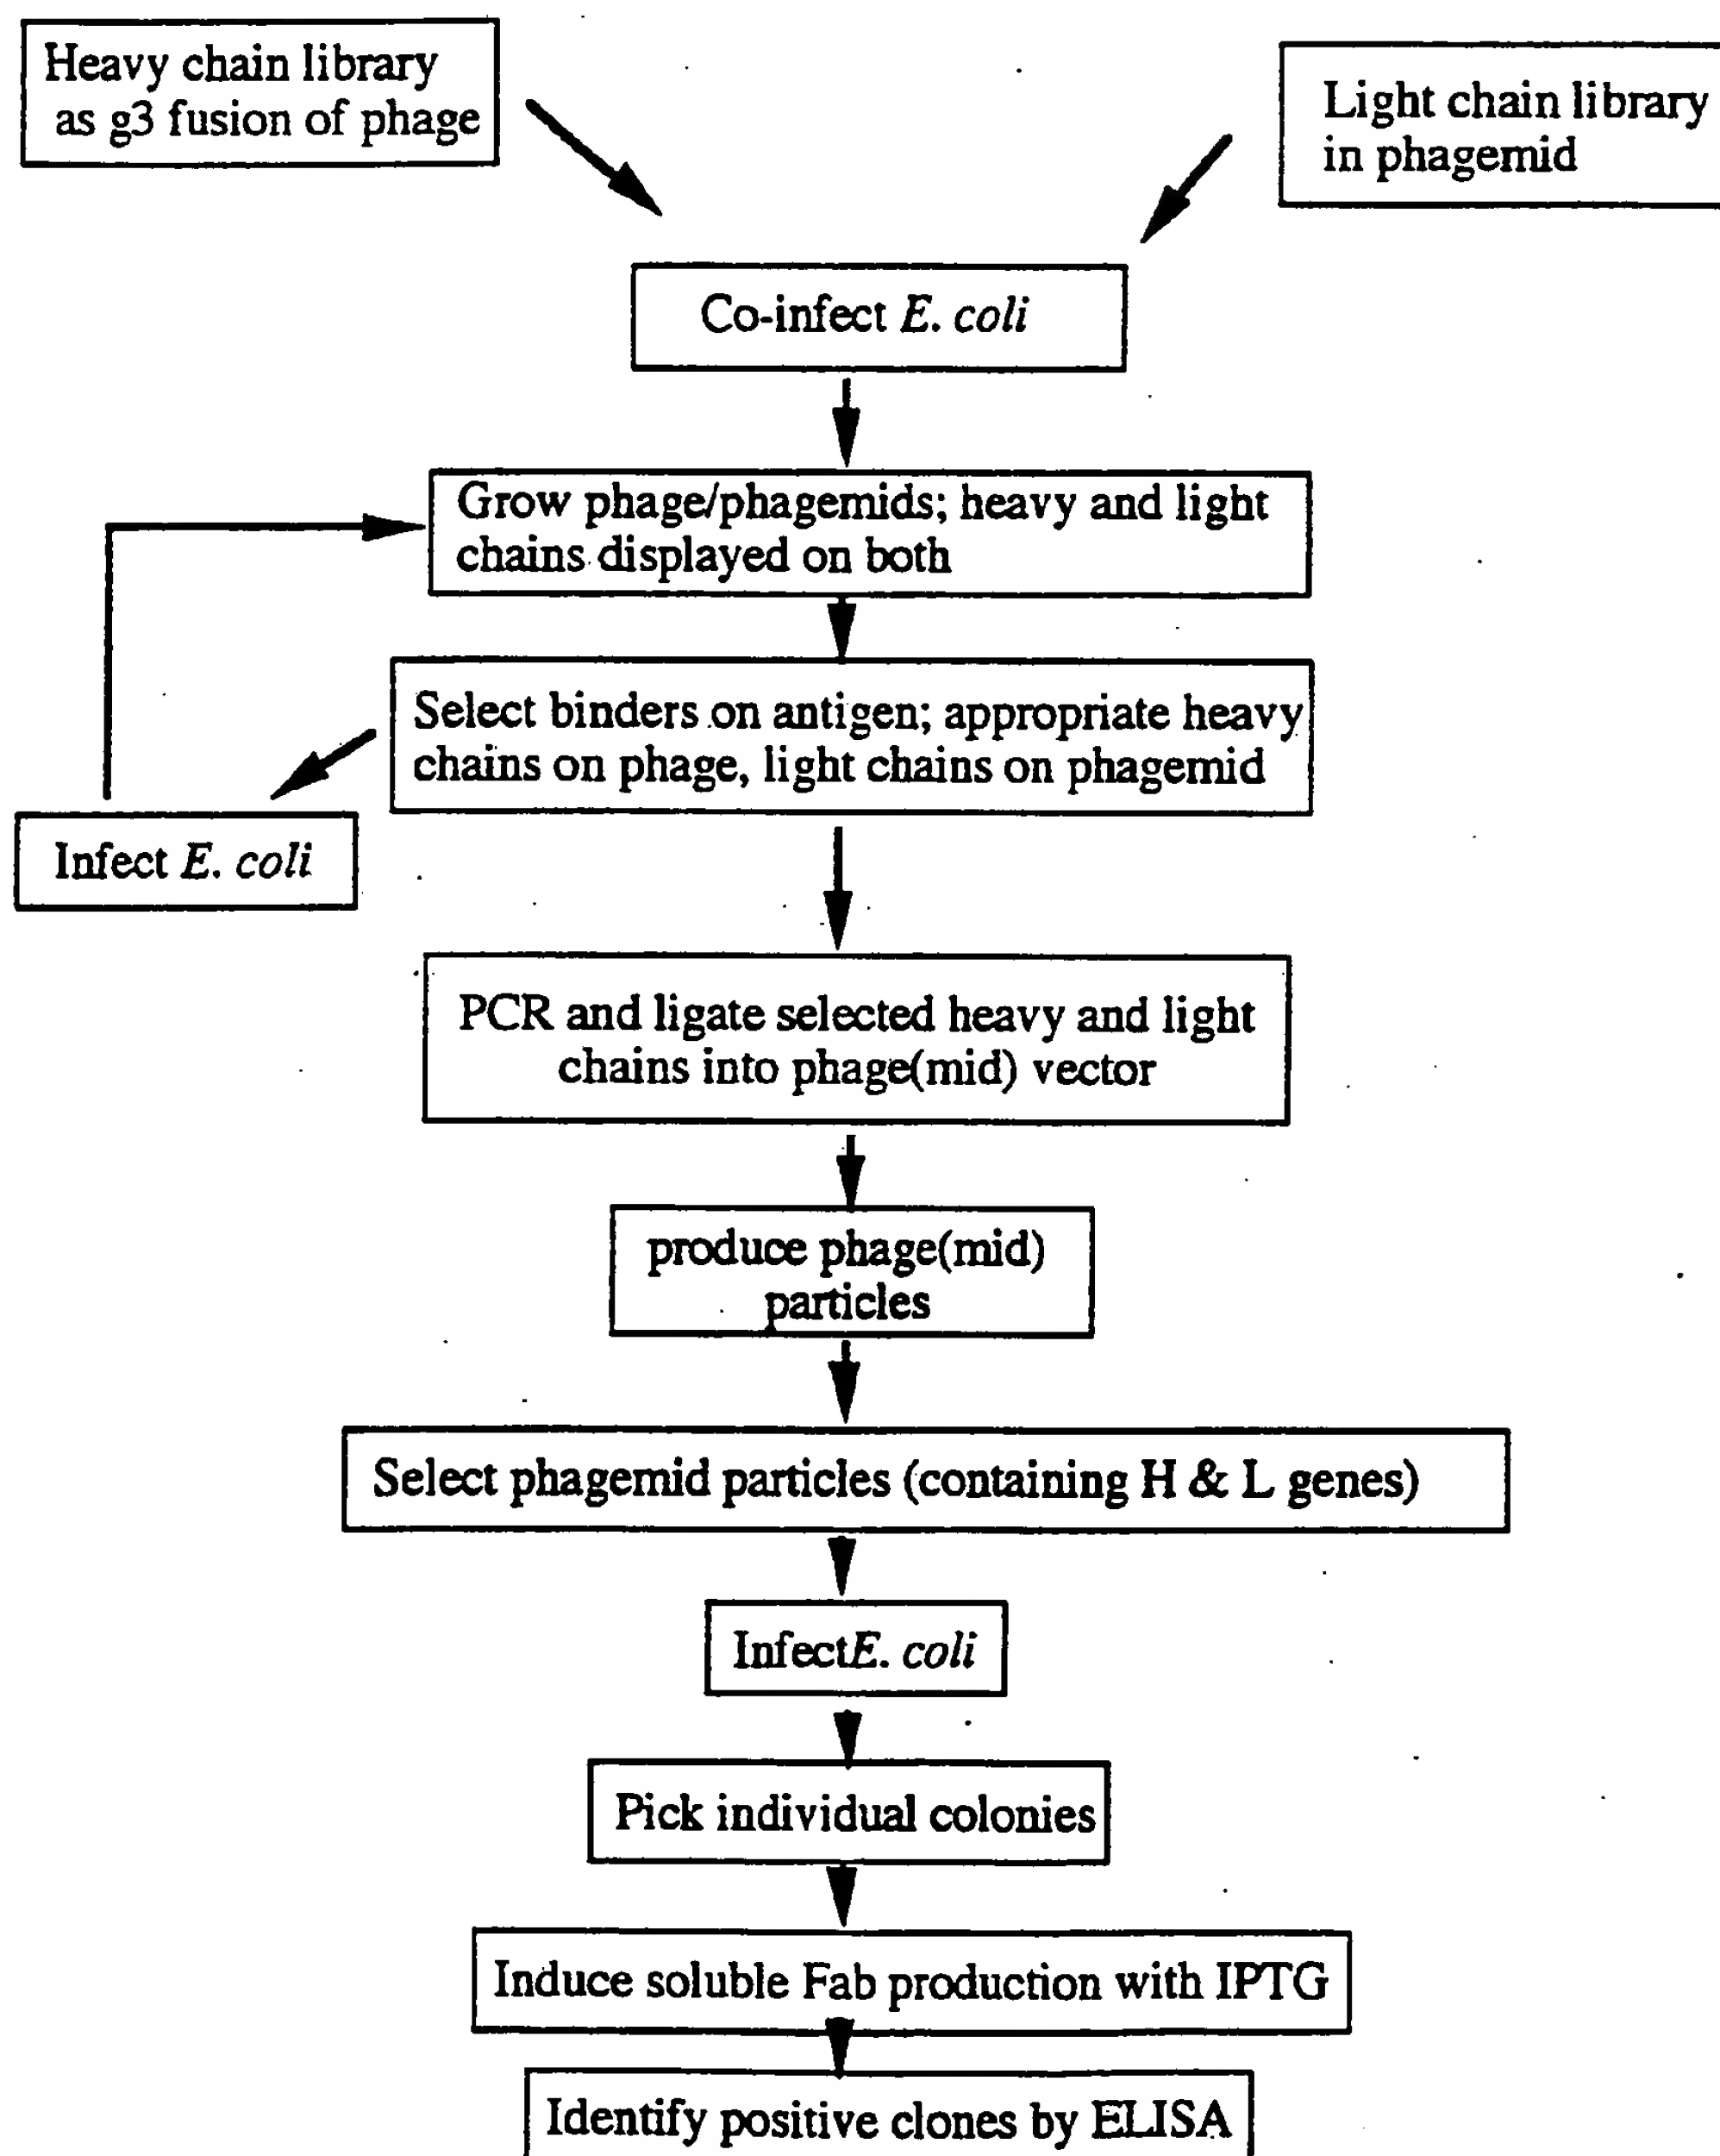 Heavy chain library
as g3 fusion of phage
Light chain library
in phagemid
Co-infect E. coli
Grow phage/phagemids; heavy and light
chains displayed on both
Select binders on antigen; appropriate heavy
chains on phage, light chains on phagemid
Infect E. coli
PCR and ligate selected heavy and light
chains into phage(mid) vector
produce phage(mid)
particles
Select phagemid particles (containing H & L genes)
InfectE. coli
Pick individual colonies
Induce soluble Fab production with IPTG
Identify positive clones by ELISA